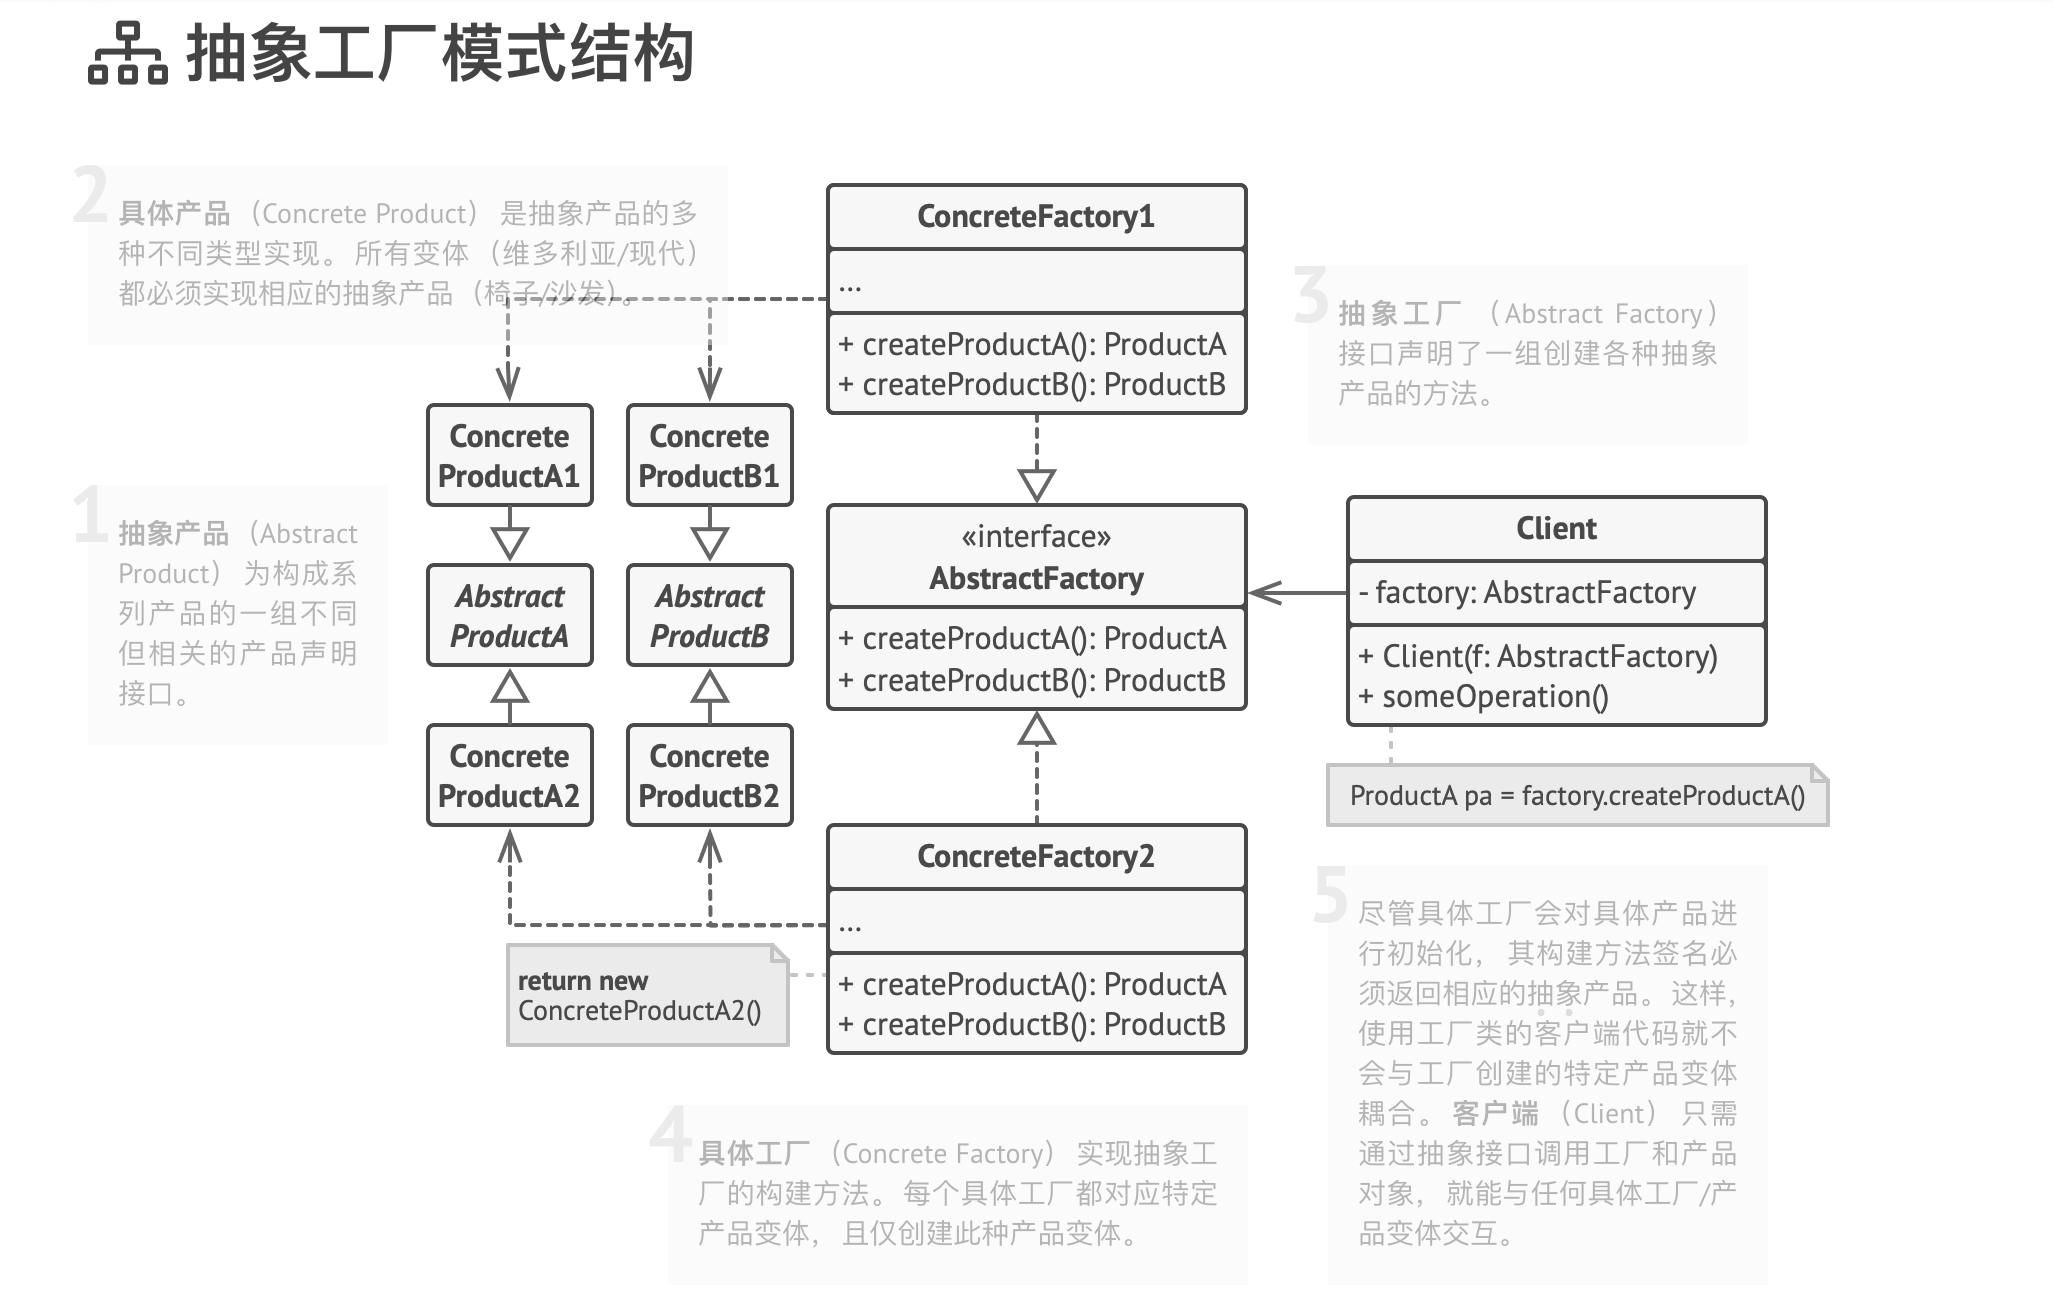 抽象工厂模式结构
2
具体产品 （Concrete Product） 是抽象产品的多
种不同类型实现。 所有变体 （维多利亚/现代）
都必须实现相应的抽象产品 （椅子/沙发）。
ConcreteFactory1
...
+ createProductA(): ProductA
+ createProductB(): ProductB
3
抽象工厂 （Abstract Factory）
接口声明了一组创建各种抽象
产品的方法。
Concrete
ProductA1
Concrete
ProductB1
1
抽象产品 （Abstract
Product） 为构成系
列产品的一组不同
但相关的产品声明
接口。
Abstract
ProductA
Abstract
ProductB
«interface»
AbstractFactory
+ createProductA(): ProductA
+ createProductB(): ProductB
Client
- factory: AbstractFactory
+ Client(f: AbstractFactory)
+ someOperation()
ProductA pa = factory.createProductA()
Concrete
ProductA2
Concrete
ProductB2
ConcreteFactory2
...
+ createProductA(): ProductA
+ createProductB(): ProductB
return new
ConcreteProductA2()
4
具体工厂 （Concrete Factory） 实现抽象工
厂的构建方法。 每个具体工厂都对应特定
产品变体， 且仅创建此种产品变体。
5
尽管具体工厂会对具体产品进
行初始化， 其构建方法签名必
须返回相应的抽象产品。 这样，
使用工厂类的客户端代码就不
会与工厂创建的特定产品变体
耦合。 客户端 （Client） 只需
通过抽象接口调用工厂和产品
对象， 就能与任何具体工厂/产
品变体交互。